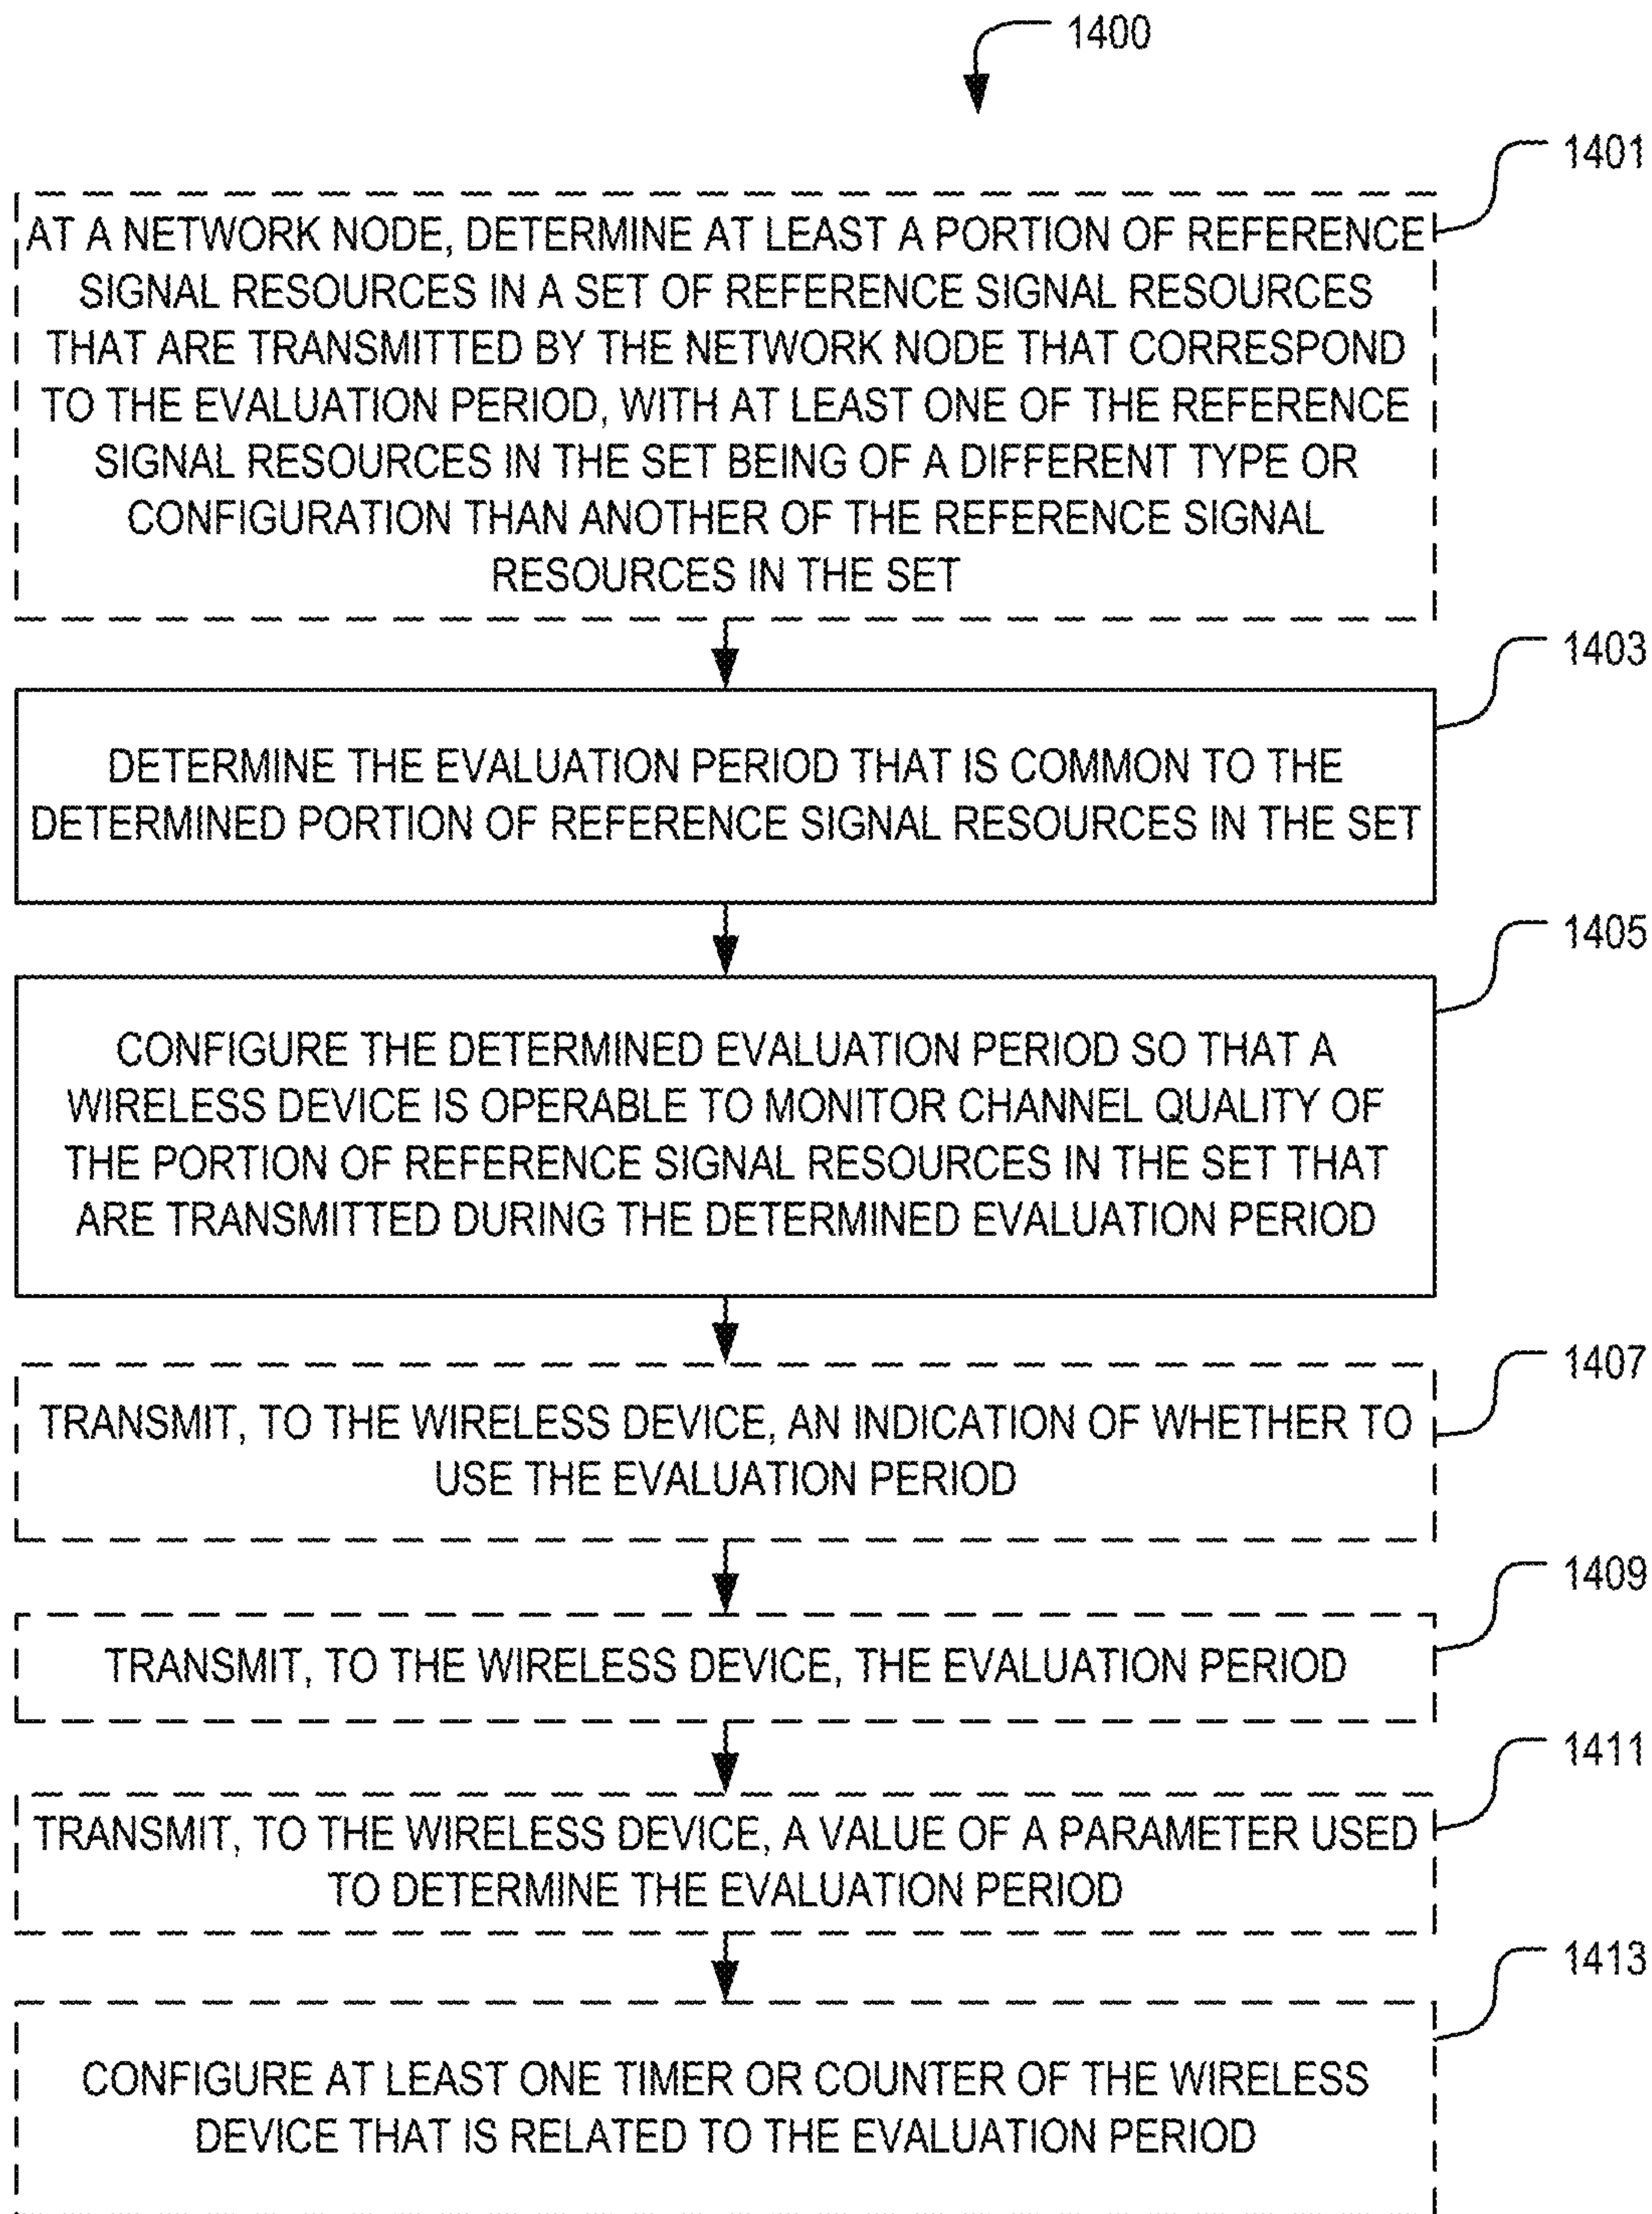 1400
1401
AT A NETWORK NODE, DETERMINE AT LEAST A PORTION OF REFERENCE
SIGNAL RESOURCES IN A SET OF REFERENCE SIGNAL RESOURCES
THAT ARE TRANSMITTED BY THE NETWORK NODE THAT CORRESPOND
TO THE EVALUATION PERIOD, WITH AT LEAST ONE OF THE REFERENCE
SIGNAL RESOURCES IN THE SET BEING OF A DIFFERENT TYPE OR
CONFIGURATION THAN ANOTHER OF THE REFERENCE SIGNAL
RESOURCES IN THE SET
1403
DETERMINE THE EVALUATION PERIOD THAT IS COMMON TO THE
DETERMINED PORTION OF REFERENCE SIGNAL RESOURCES IN THE SET
1405
CONFIGURE THE DETERMINED EVALUATION PERIOD SO THAT A
WIRELESS DEVICE IS OPERABLE TO MONITOR CHANNEL QUALITY OF
THE PORTION OF REFERENCE SIGNAL RESOURCES IN THE SET THAT
ARE TRANSMITTED DURING THE DETERMINED EVALUATION PERIOD
1407
TRANSMIT, TO THE WIRELESS DEVICE, AN INDICATION OF WHETHER TO
USE THE EVALUATION PERIOD
1409
TRANSMIT, TO THE WIRELESS DEVICE, THE EVALUATION PERIOD
1411
TRANSMIT, TO THE WIRELESS DEVICE, A VALUE OF A PARAMETER USED
TO DETERMINE THE EVALUATION PERIOD
1413
CONFIGURE AT LEAST ONE TIMER OR COUNTER OF THE WIRELESS
DEVICE THAT IS RELATED TO THE EVALUATION PERIOD